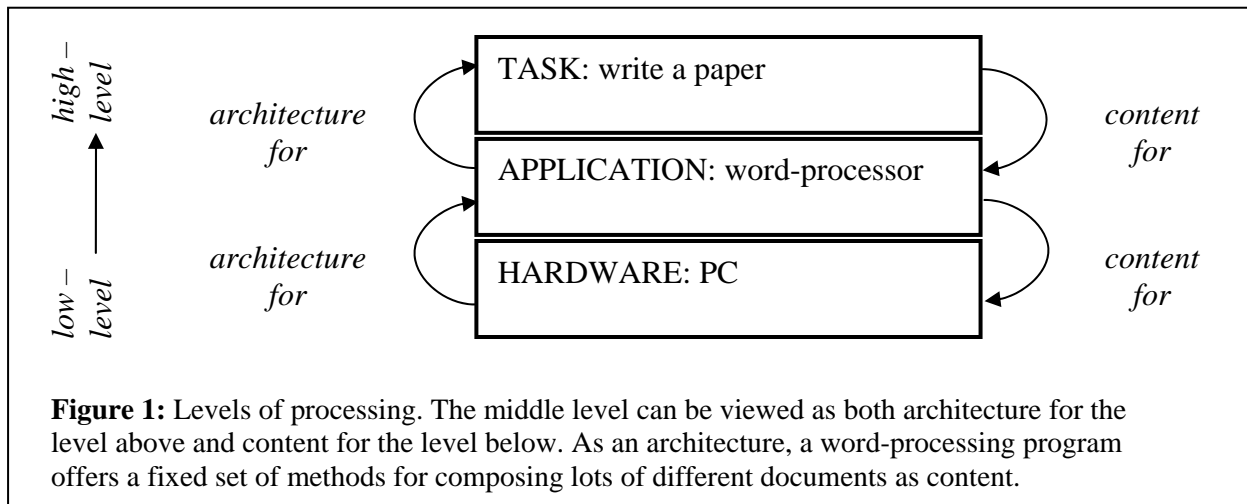 high –
level
low –
level
architecture
for
architecture
for
TASK: write a paper
APPLICATION: word-processor
HARDWARE: PC
content
for
content
for
Figure 1: Levels of processing. The middle level can be viewed as both architecture for the
level above and content for the level below. As an architecture, a word-processing program
offers a fixed set of methods for composing lots of different documents as content.